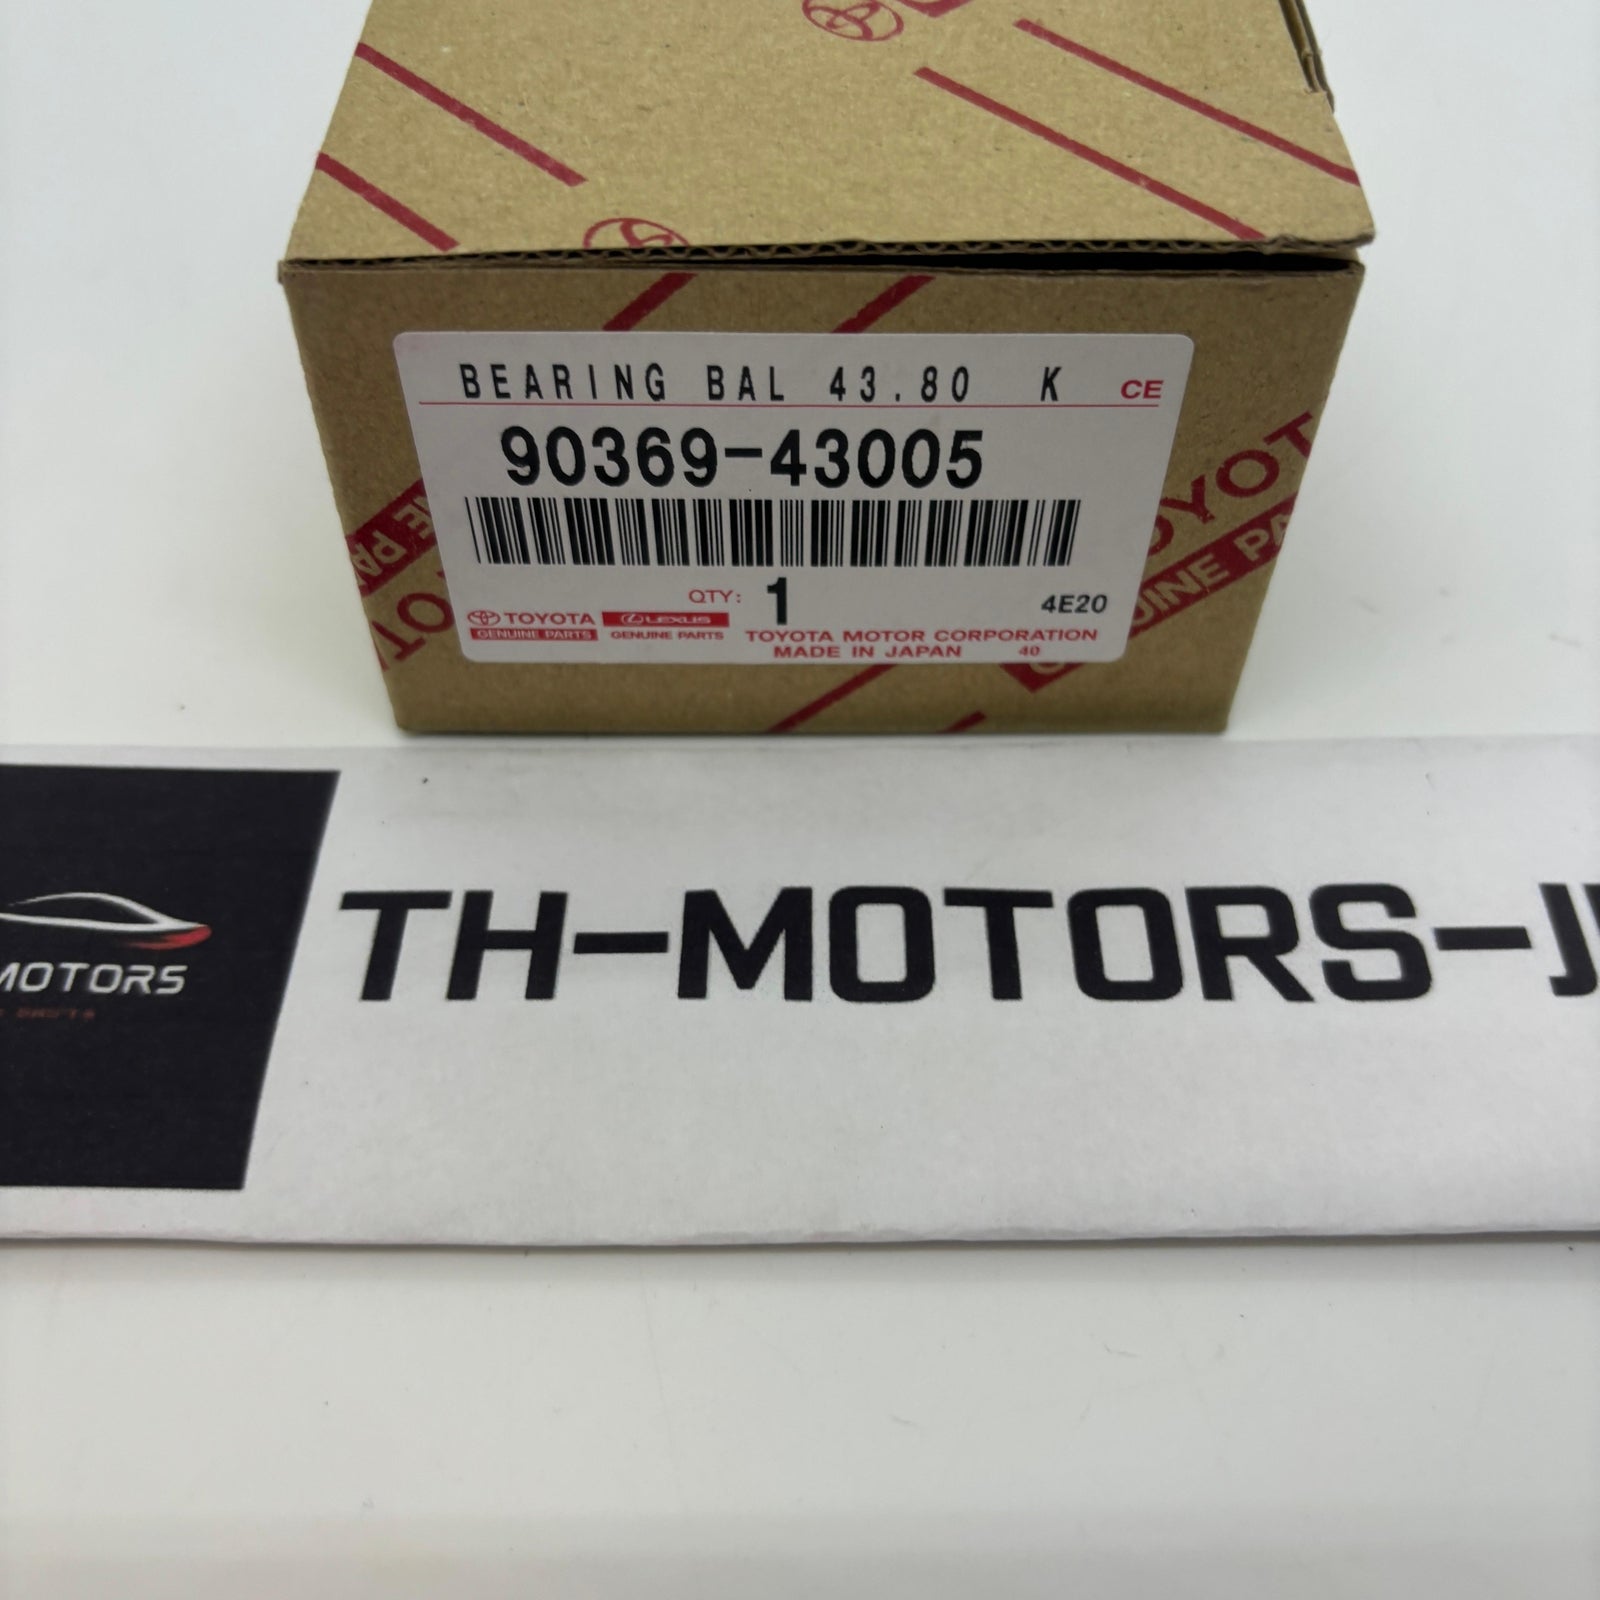 BEARING BAL 43.80 K CE
90369-43005
QTY: 1
4E20
TOYOTA LEXUS
GENUINE PARTS GENUINE PARTS TOYOTA MOTOR CORPORATION
MADE IN JAPAN 40
TH-MOTORS-J
MOTORS